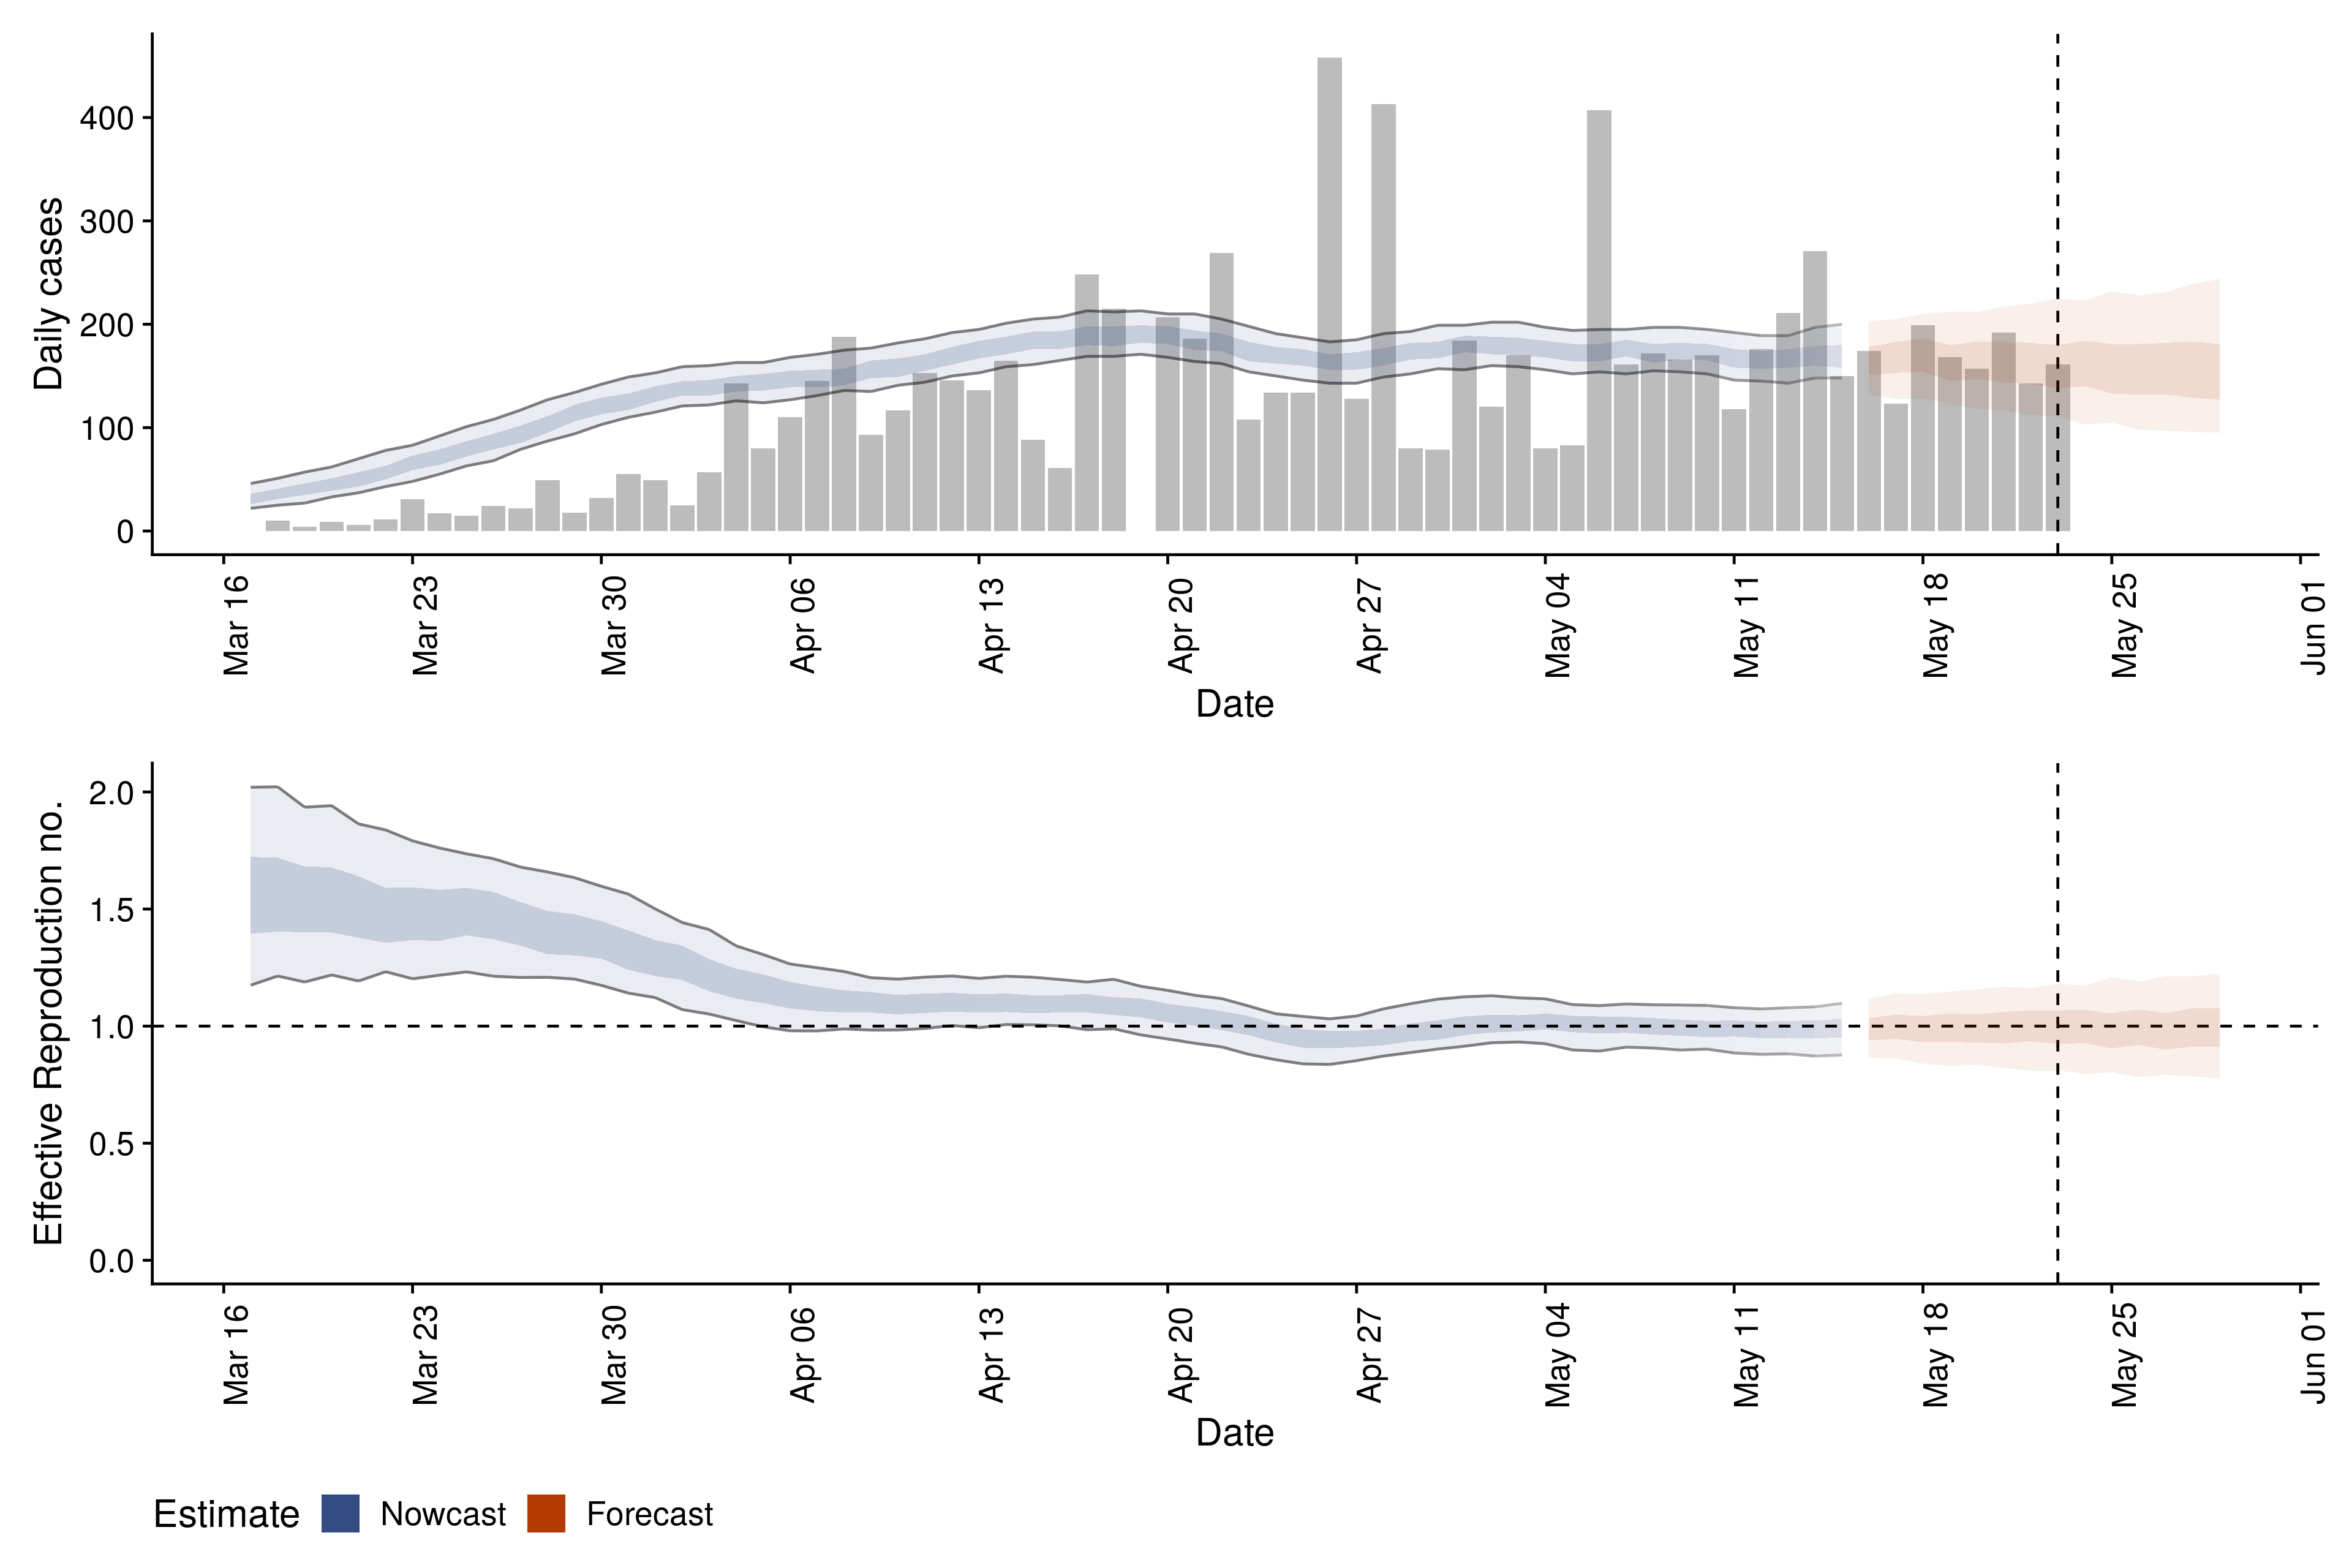 Daily cases
400
300
200
100
0
Mar 16
Mar 23
Mar 30
Apr 06
Apr 13
Apr 20
Apr 27
May 04
May 11
May 18
May 25
Jun 01
Date
Effective Reproduction no.
2.0
1.5
1.0
0.5
0.0
Mar 16
Mar 23
Mar 30
Apr 06
Apr 13
Apr 20
Apr 27
May 04
May 11
May 18
May 25
Jun 01
Date
Estimate Nowcast Forecast